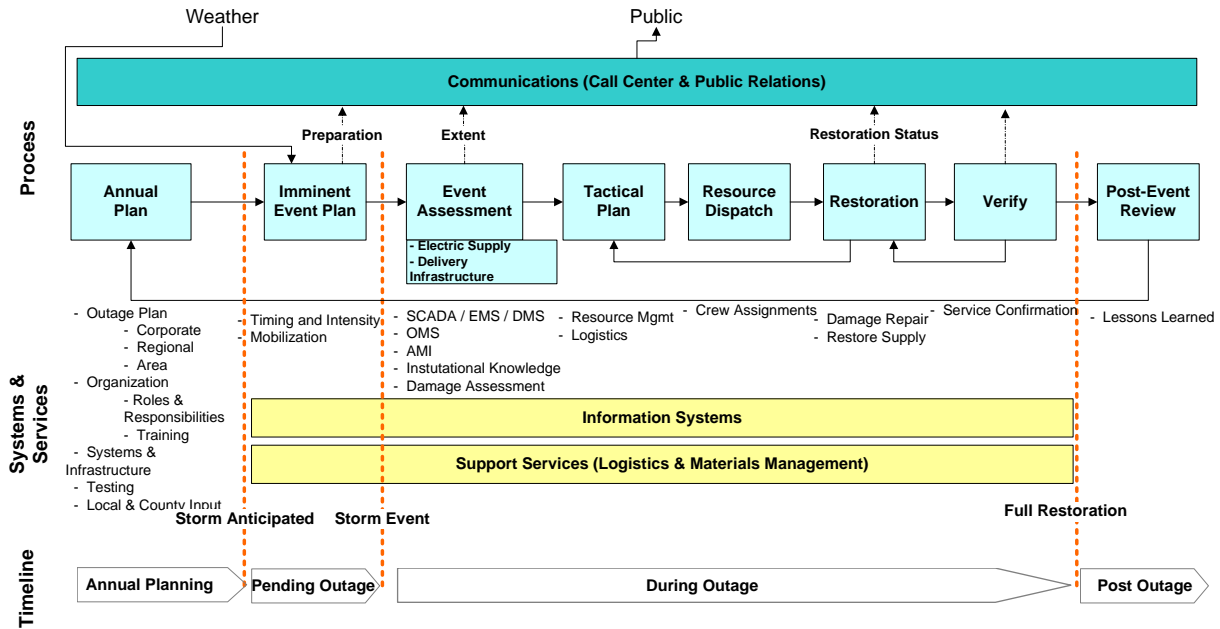 Weather
Public
Communications (Call Center & Public Relations)
Process
Preparation
Extent
Restoration Status
Annual
Plan
Imminent
Event Plan
Event
Assessment
- Electric Supply
- Delivery
Infrastructure
Tactical
Plan
Resource
Dispatch
Restoration
Verify
Post-Event
Review
Systems &
Services
- Outage Plan
- Corporate
- Regional
- Area
- Organization
- Roles &
Responsibilities
- Training
- Systems &
Infrastructure
- Testing
- Local & County Input
- Timing and Intensity
- Mobilization
- SCADA / EMS / DMS
- OMS
- AMI
- Instutational Knowledge
- Damage Assessment
- Resource Mgmt
- Logistics
- Crew Assignments
- Damage Repair
- Restore Supply
- Service Confirmation
- Lessons Learned
Information Systems
Support Services (Logistics & Materials Management)
Storm Anticipated
Storm Event
Full Restoration
Timeline
Annual Planning
Pending Outage
During Outage
Post Outage